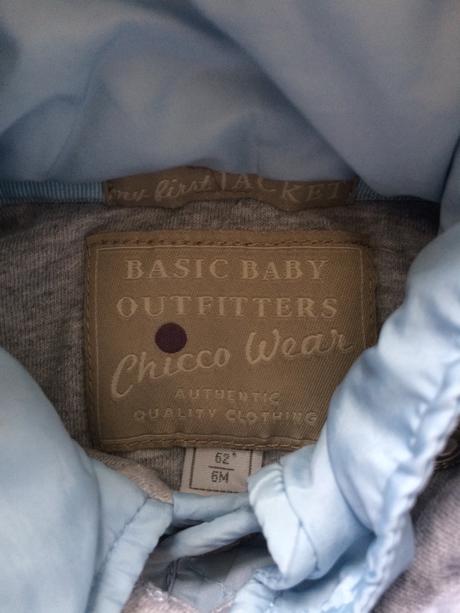 my first JACKET
BASIC BABY
OUTFITTERS
Chicco Wear
AUTHENTIC
QUALITY CLOTHING
62
6M